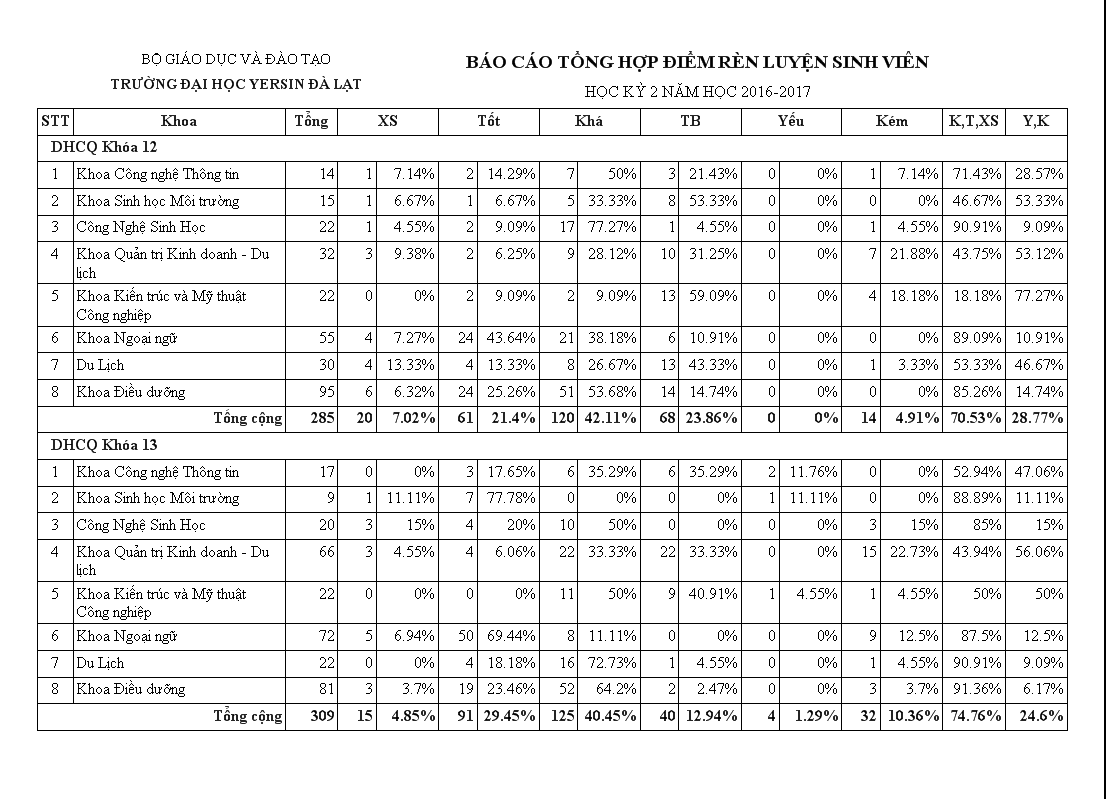 BỘ GIÁO DỤC VÀ ĐÀO TẠO
TRƯỜNG ĐẠI HỌC YERSIN ĐÀ LẠT
BÁO CÁO TỔNG HỢP ĐIỂM RÈN LUYỆN SINH VIÊN
HỌC KỲ 2 NĂM HỌC 2016-2017
STT Khoa Tổng XS Tốt Khá TB Yếu Kém K,T,XS Y,K
DHCQ Khóa 12
1 Khoa Công nghệ Thông tin 14 1 7.14% 2 14.29% 7 50% 3 21.43% 0 0% 1 7.14% 71.43% 28.57%
2 Khoa Sinh học Môi trường 15 1 6.67% 1 6.67% 5 33.33% 8 53.33% 0 0% 0 0% 46.67% 53.33%
3 Công Nghệ Sinh Học 22 1 4.55% 2 9.09% 17 77.27% 1 4.55% 0 0% 1 4.55% 90.91% 9.09%
4 Khoa Quản trị Kinh doanh - Du 32 3 9.38% 2 6.25% 9 28.12% 10 31.25% 0 0% 7 21.88% 43.75% 53.12%
lịch
5 Khoa Kiến trúc và Mỹ thuật 22 0 0% 2 9.09% 2 9.09% 13 59.09% 0 0% 4 18.18% 18.18% 77.27%
Công nghiệp
6 Khoa Ngoại ngữ 55 4 7.27% 24 43.64% 21 38.18% 6 10.91% 0 0% 0 0% 89.09% 10.91%
7 Du Lịch 30 4 13.33% 4 13.33% 8 26.67% 13 43.33% 0 0% 1 3.33% 53.33% 46.67%
8 Khoa Điều dưỡng 95 6 6.32% 24 25.26% 51 53.68% 14 14.74% 0 0% 0 0% 85.26% 14.74%
Tổng cộng 285 20 7.02% 61 21.4% 120 42.11% 68 23.86% 0 0% 14 4.91% 70.53% 28.77%
DHCQ Khóa 13
1 Khoa Công nghệ Thông tin 17 0 0% 3 17.65% 6 35.29% 6 35.29% 2 11.76% 0 0% 52.94% 47.06%
2 Khoa Sinh học Môi trường 9 1 11.11% 7 77.78% 0 0% 0 0% 1 11.11% 0 0% 88.89% 11.11%
3 Công Nghệ Sinh Học 20 3 15% 4 20% 10 50% 0 0% 0 0% 3 15% 85% 15%
4 Khoa Quản trị Kinh doanh - Du 66 3 4.55% 4 6.06% 22 33.33% 22 33.33% 0 0% 15 22.73% 43.94% 56.06%
lịch
5 Khoa Kiến trúc và Mỹ thuật 22 0 0% 0 0% 11 50% 9 40.91% 1 4.55% 1 4.55% 50% 50%
Công nghiệp
6 Khoa Ngoại ngữ 72 5 6.94% 50 69.44% 8 11.11% 0 0% 0 0% 9 12.5% 87.5% 12.5%
7 Du Lịch 22 0 0% 4 18.18% 16 72.73% 1 4.55% 0 0% 1 4.55% 90.91% 9.09%
8 Khoa Điều dưỡng 81 3 3.7% 19 23.46% 52 64.2% 2 2.47% 0 0% 3 3.7% 91.36% 6.17%
Tổng cộng 309 15 4.85% 91 29.45% 125 40.45% 40 12.94% 4 1.29% 32 10.36% 74.76% 24.6%